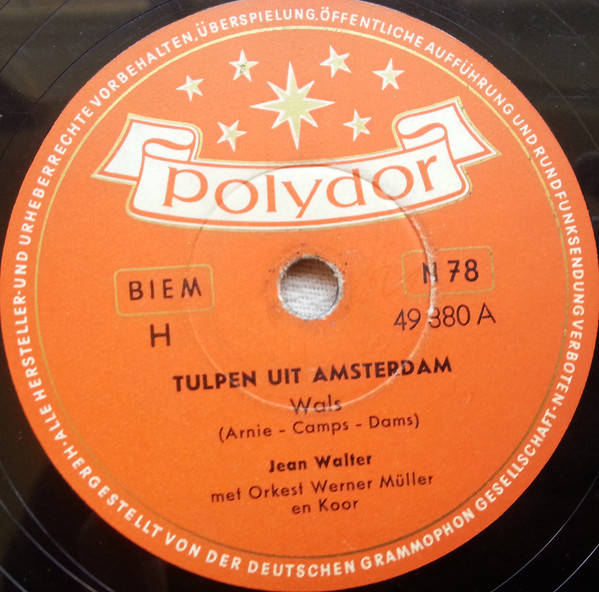 ALLE HERSTELLER-UND URHEBERRECHTE VORBEHALTEN,ÜBERSPIELUNG.ÖFFENTLICHE AUFFÜHRUNG UND RUNDFUNKSENDUNG VERBOTEN·HERGESTELLT VON DER DEUTSCHEN GRAMMOPHON GESELLSCHAFT·
polydor
BIEM
H
N 78
49 380 A
TULPEN UIT AMSTERDAM
Wals
(Arnie - Camps - Dams)
Jean Walter
met Orkest Werner Müller
en Koor